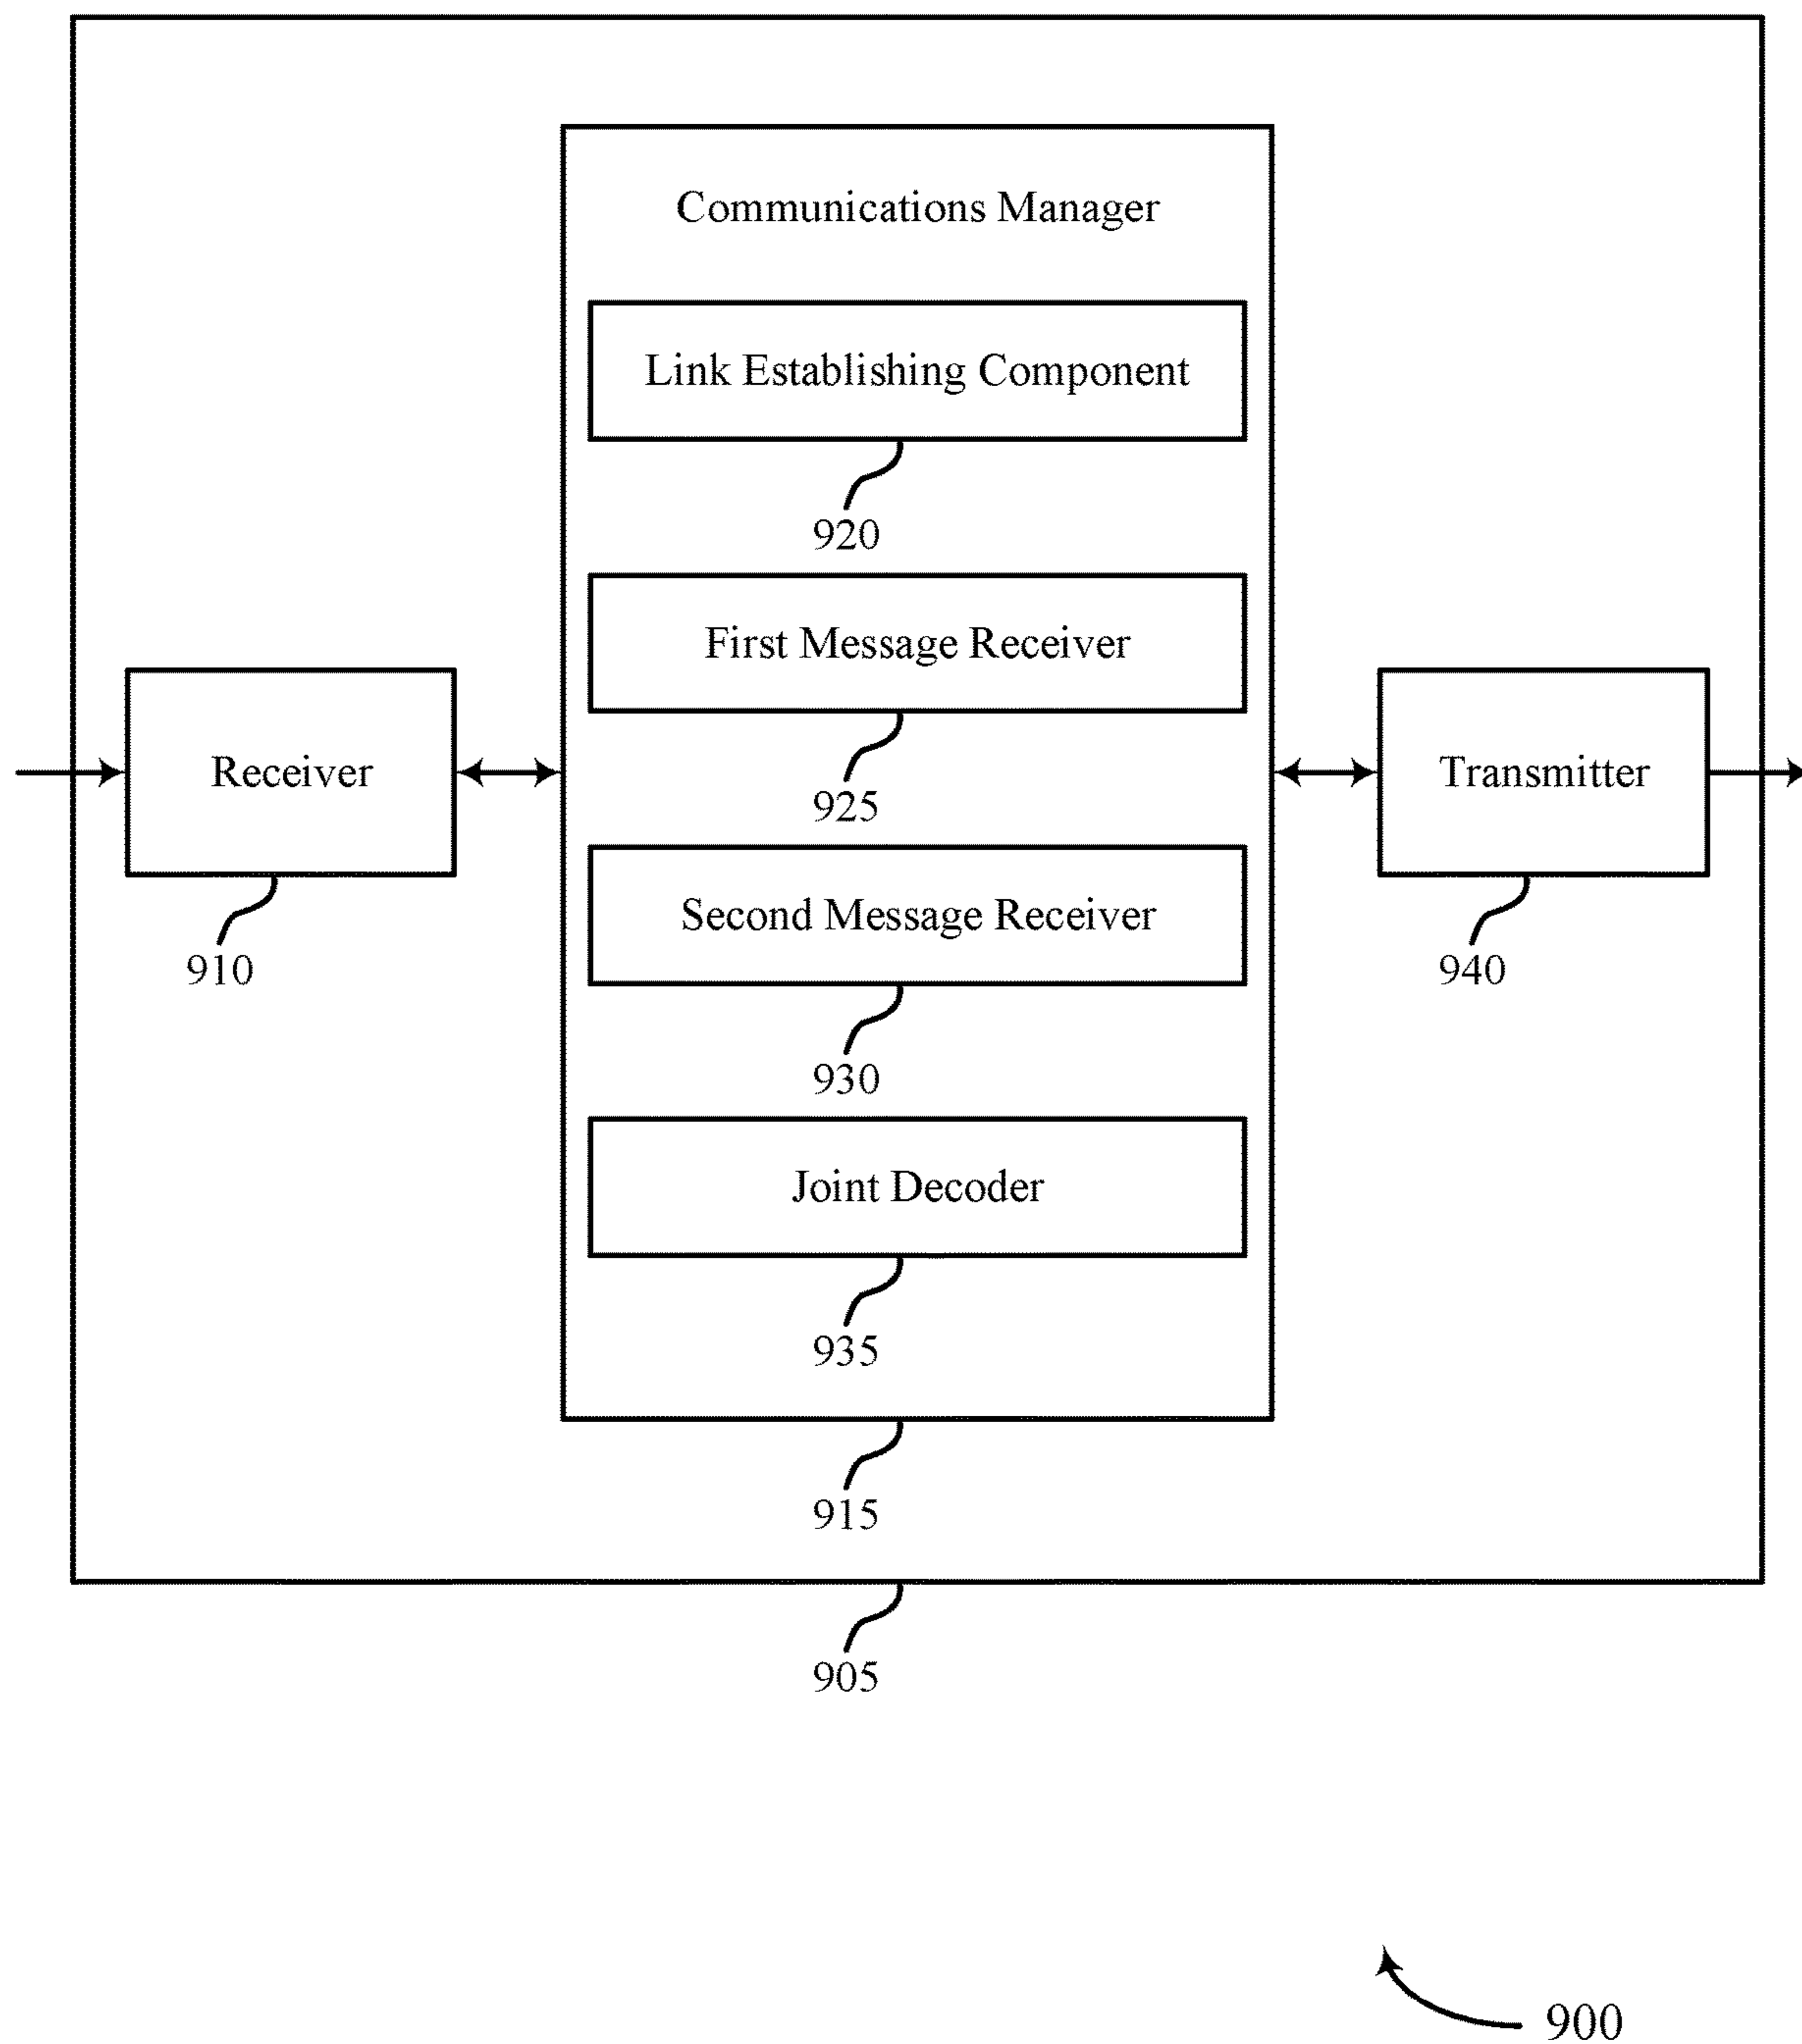 Communications Manager
Link Establishing Component
920
First Message Receiver
925
Receiver
910
Transmitter
940
Second Message Receiver
930
Joint Decoder
935
915
905
900